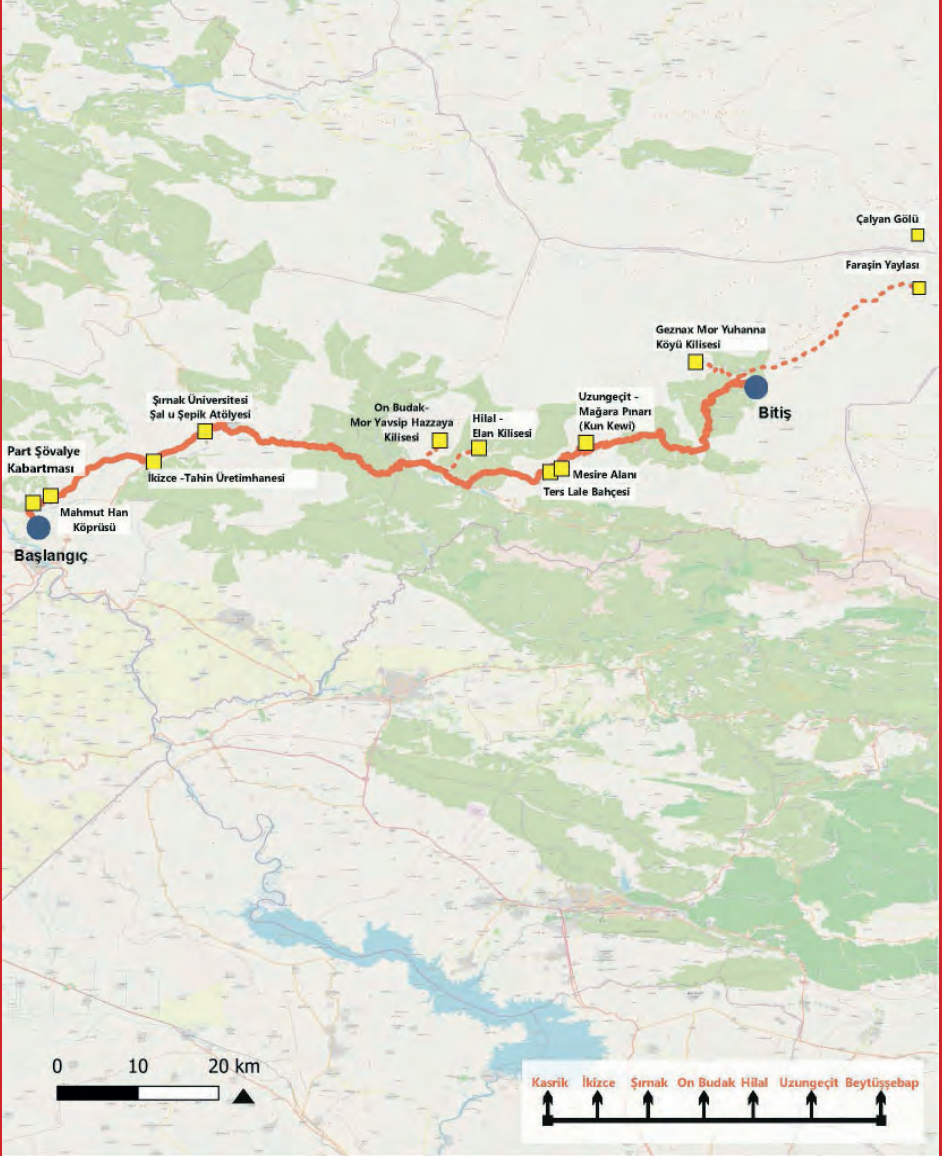 Çalyan Gölü
Faraşin Yaylası
Geznax Mor Yuhanna
Köyü Kilisesi
Bitiş
Uzungeçit -
Mağara Pınarı
(Kun Kewi)
Şırnak Üniversitesi
Şal u Şepik Atölyesi
On Budak-
Mor Yavsip Hazzaya
Kilisesi
Hilal -
Elan Kilisesi
Part Şövalye
Kabartması
İkizce -Tahin Üretimhanesi
Mesire Alanı
Ters Lale Bahçesi
Mahmut Han
Köprüsü
Başlangıç
0 10 20 km
Kasrik İkizce Şırnak On Budak Hilal Uzungeçit Beytüşşebap